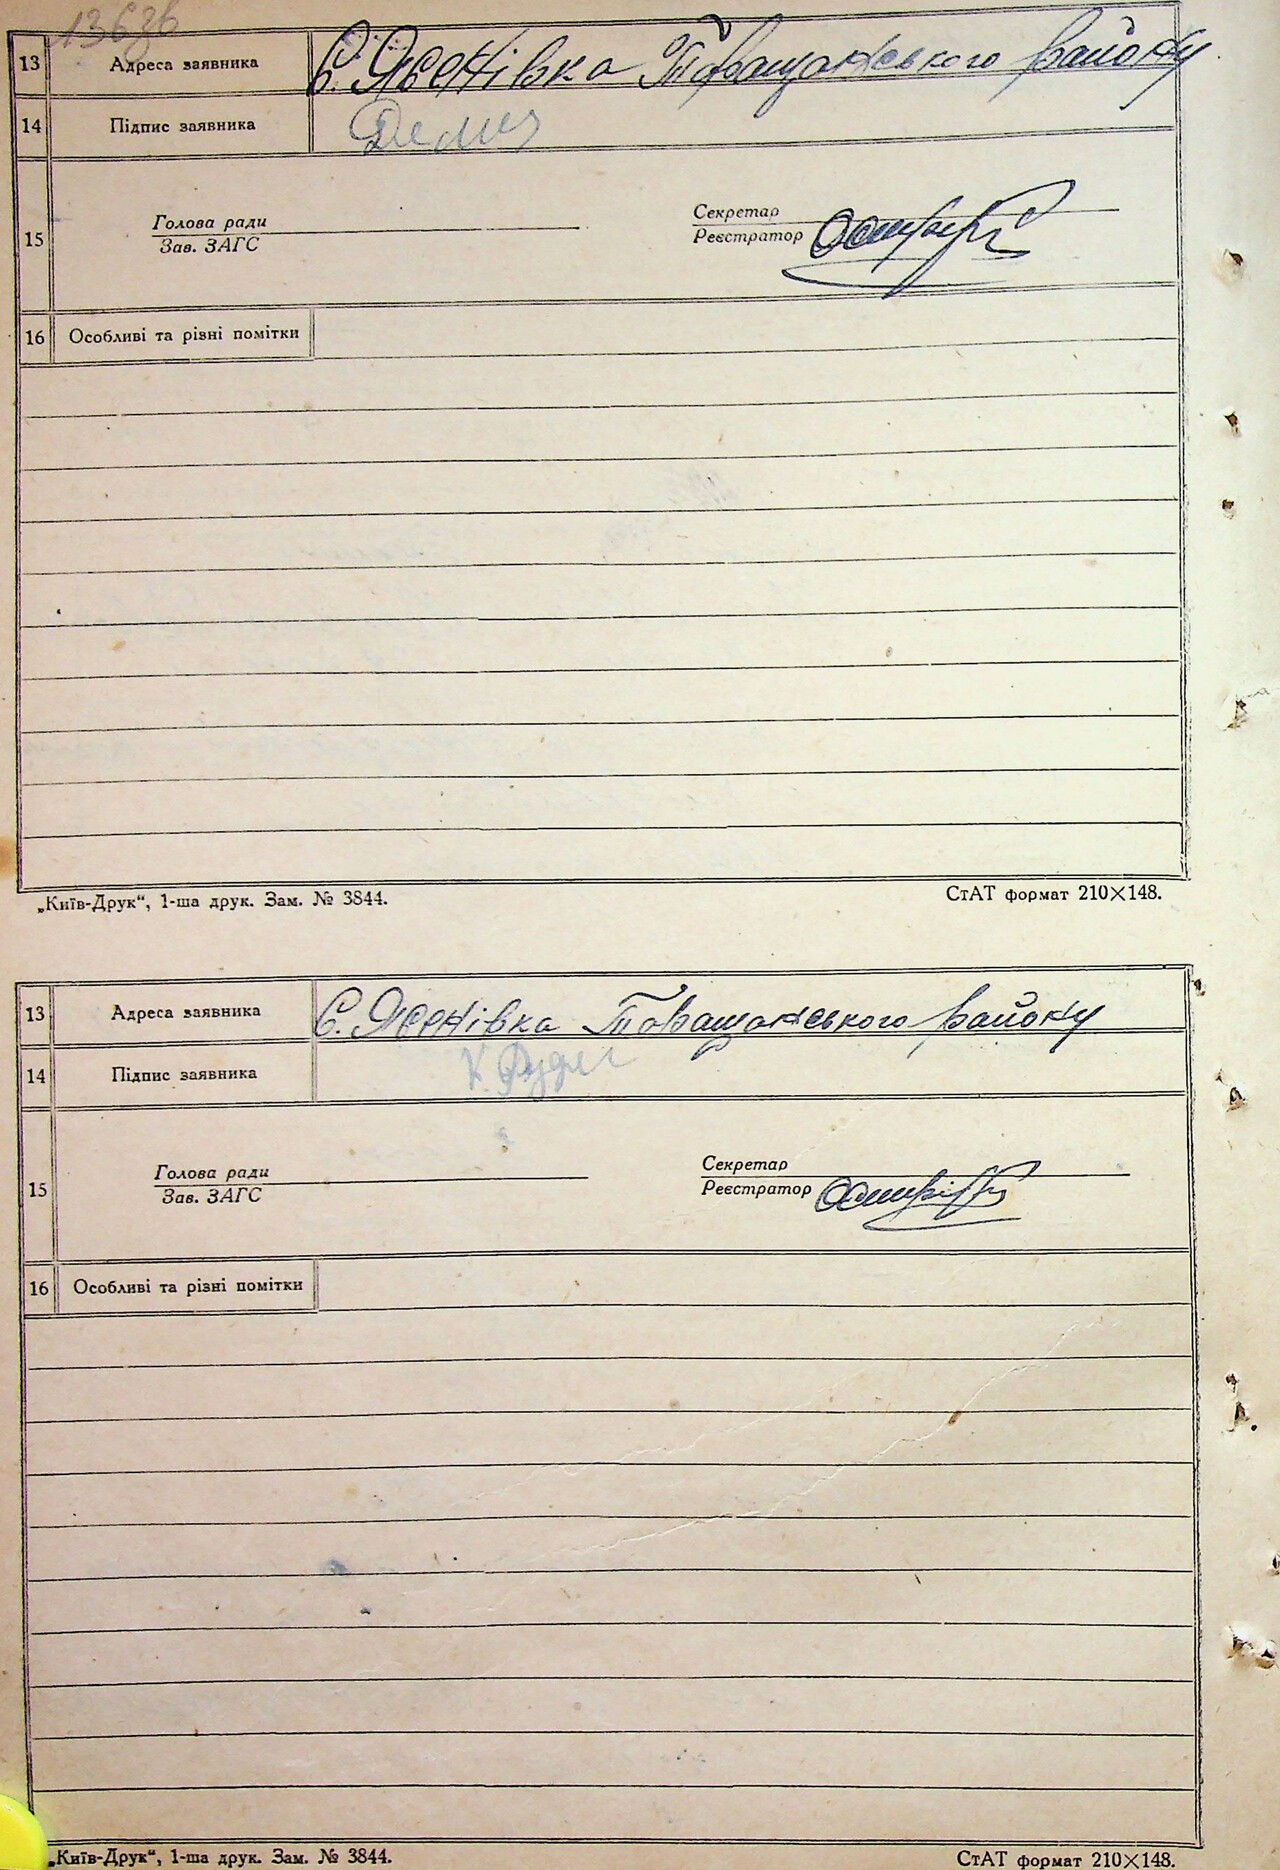 136зв
13 Адреса заявника С. Ясенівка Таращанського району
14 Підпис заявника
15 Голова ради Секретар
Зав. ЗАГС Реєстратор
16 Особливі та різні помітки
„Київ-Друк“, 1-ша друк. Зам. № 3844. СтАТ формат 210×148.
13 Адреса заявника С. Ясенівка Таращанського району
14 Підпис заявника
15 Голова ради Секретар
Зав. ЗАГС Реєстратор
16 Особливі та різні помітки
„Київ-Друк“, 1-ша друк. Зам. № 3844. СтАТ формат 210×148.